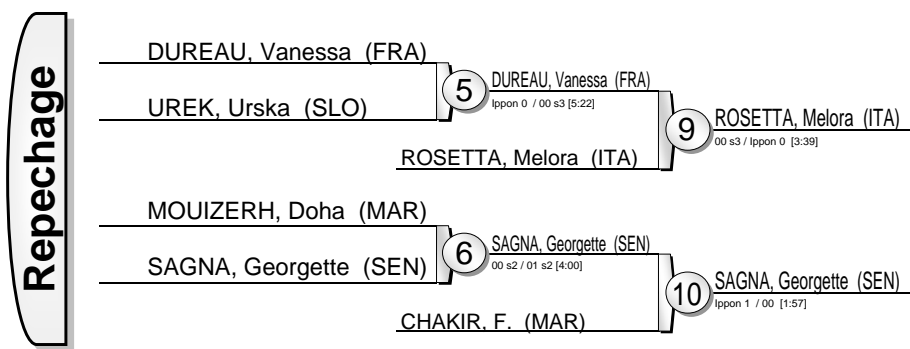 Repechage
DUREAU, Vanessa (FRA)
UREK, Urska (SLO)
5
DUREAU, Vanessa (FRA)
Ippon 0 / 00 s3 [5:22]
ROSETTA, Melora (ITA)
9
ROSETTA, Melora (ITA)
00 s3 / Ippon 0 [3:39]
MOUIZERH, Doha (MAR)
SAGNA, Georgette (SEN)
6
SAGNA, Georgette (SEN)
00 s2 / 01 s2 [4:00]
CHAKIR, F. (MAR)
10
SAGNA, Georgette (SEN)
Ippon 1 / 00 [1:57]